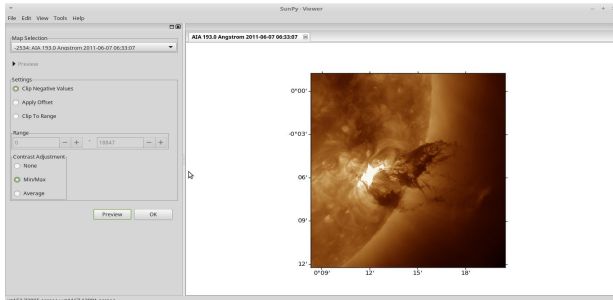 SunPy - Viewer
File Edit View Tools Help
Map Selection
-2534: AIA 193.0 Angstrom 2011-06-07 06:33:07
Preview
Settings
Clip Negative Values
Apply Offset
Clip To Range
Range
0 - + - 18847 - +
Contrast Adjustment
None
Min/Max
Average
Preview OK
AIA 193.0 Angstrom 2011-06-07 06:33:07
0°00'
-0°03'
06'
09'
12'
0°09' 12' 15' 18'